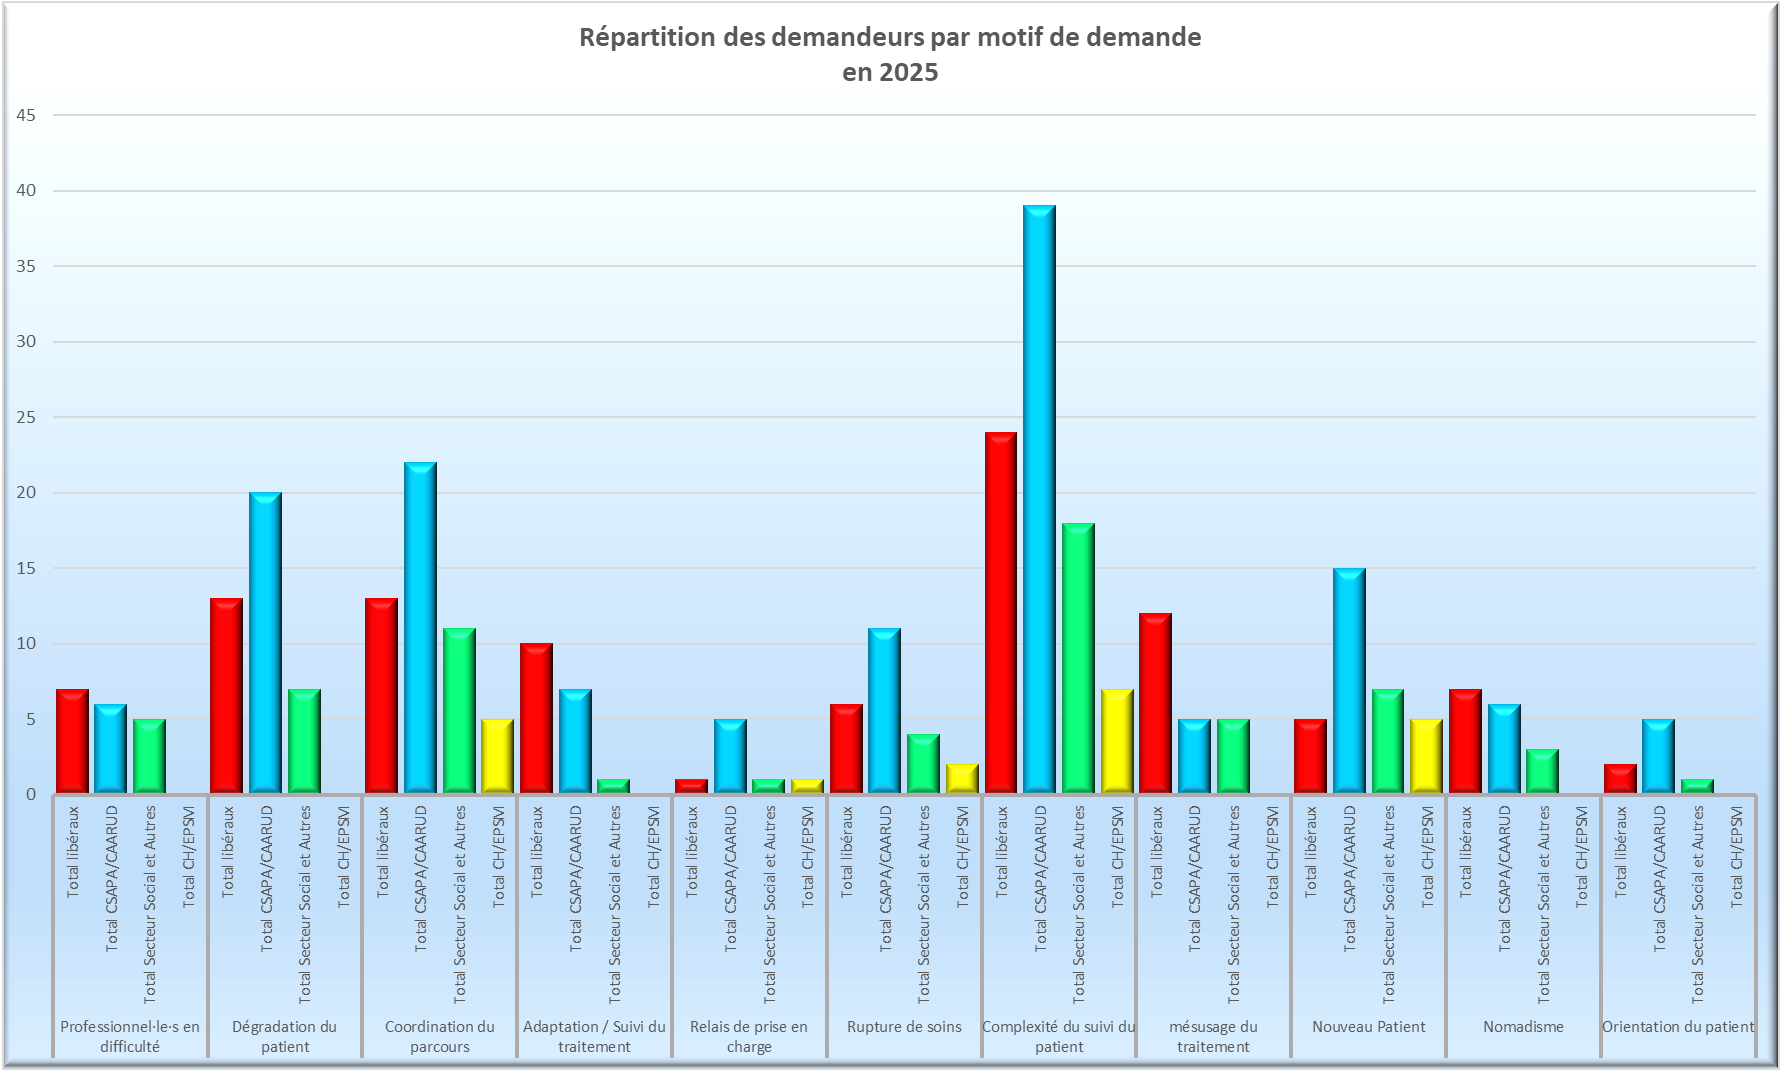 Répartition des demandeurs par motif de demande
en 2025
45
40
35
30
25
20
15
10
5
0
Total libéraux
Total CSAPA/CAARUD
Total Secteur Social et Autres
Total CH/EPSM
Total libéraux
Total CSAPA/CAARUD
Total Secteur Social et Autres
Total CH/EPSM
Total libéraux
Total CSAPA/CAARUD
Total Secteur Social et Autres
Total CH/EPSM
Total libéraux
Total CSAPA/CAARUD
Total Secteur Social et Autres
Total CH/EPSM
Total libéraux
Total CSAPA/CAARUD
Total Secteur Social et Autres
Total CH/EPSM
Total libéraux
Total CSAPA/CAARUD
Total Secteur Social et Autres
Total CH/EPSM
Total libéraux
Total CSAPA/CAARUD
Total Secteur Social et Autres
Total CH/EPSM
Total libéraux
Total CSAPA/CAARUD
Total Secteur Social et Autres
Total CH/EPSM
Total libéraux
Total CSAPA/CAARUD
Total Secteur Social et Autres
Total CH/EPSM
Total libéraux
Total CSAPA/CAARUD
Total Secteur Social et Autres
Total CH/EPSM
Total libéraux
Total CSAPA/CAARUD
Total Secteur Social et Autres
Total CH/EPSM
Professionnel·le·s en
difficulté
Dégradation du
patient
Coordination du
parcours
Adaptation / Suivi du
traitement
Relais de prise en
charge
Rupture de soins
Complexité du suivi du
patient
mésusage du
traitement
Nouveau Patient
Nomadisme
Orientation du patient